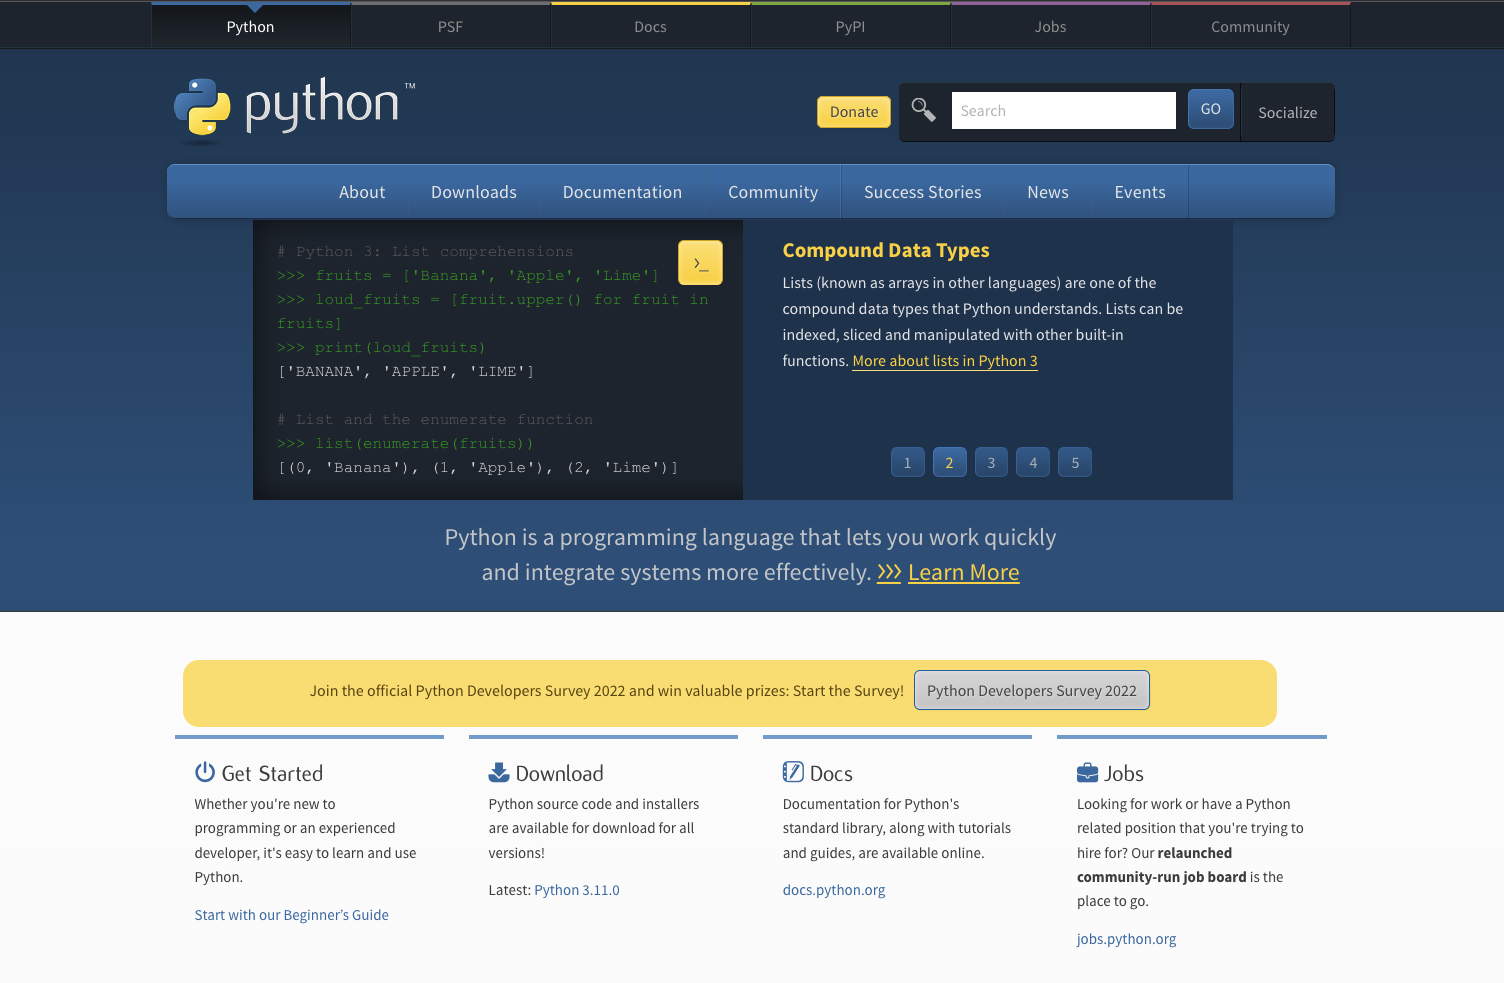 Python
PSF
Docs
PyPI
Jobs
Community
python™
Donate
Search
GO
Socialize
About
Downloads
Documentation
Community
Success Stories
News
Events
# Python 3: List comprehensions
>>> fruits = ['Banana', 'Apple', 'Lime']
>>> loud_fruits = [fruit.upper() for fruit in
fruits]
>>> print(loud_fruits)
['BANANA', 'APPLE', 'LIME']
# List and the enumerate function
>>> list(enumerate(fruits))
[(0, 'Banana'), (1, 'Apple'), (2, 'Lime')]
>_
Compound Data Types
Lists (known as arrays in other languages) are one of the
compound data types that Python understands. Lists can be
indexed, sliced and manipulated with other built-in
functions. More about lists in Python 3
1
2
3
4
5
Python is a programming language that lets you work quickly
and integrate systems more effectively. >>> Learn More
Join the official Python Developers Survey 2022 and win valuable prizes: Start the Survey!
Python Developers Survey 2022
Get Started
Whether you're new to
programming or an experienced
developer, it's easy to learn and use
Python.
Start with our Beginner's Guide
Download
Python source code and installers
are available for download for all
versions!
Latest: Python 3.11.0
Docs
Documentation for Python's
standard library, along with tutorials
and guides, are available online.
docs.python.org
Jobs
Looking for work or have a Python
related position that you're trying to
hire for? Our relaunched
community-run job board is the
place to go.
jobs.python.org